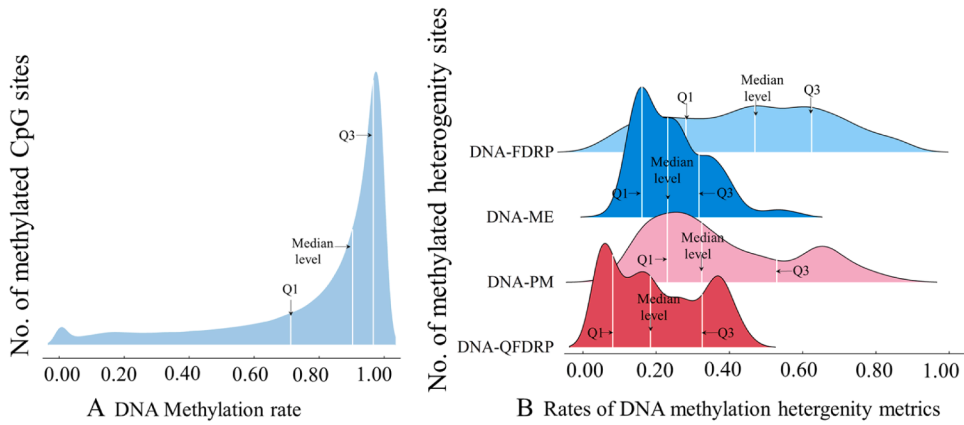 No. of methylated CpG sites
Q3
Median
level
Q1
0.00 0.20 0.40 0.60 0.80 1.00
A DNA Methylation rate
No. of methylated heterogenity sites
Median
level
Q1
Q3
DNA-FDRP
Median
level
Q1
Q3
DNA-ME
Median
level
Q1
Q3
DNA-PM
Median
level
Q1
Q3
DNA-QFDRP
0.00 0.20 0.40 0.60 0.80 1.00
B Rates of DNA methylation hetergenity metrics